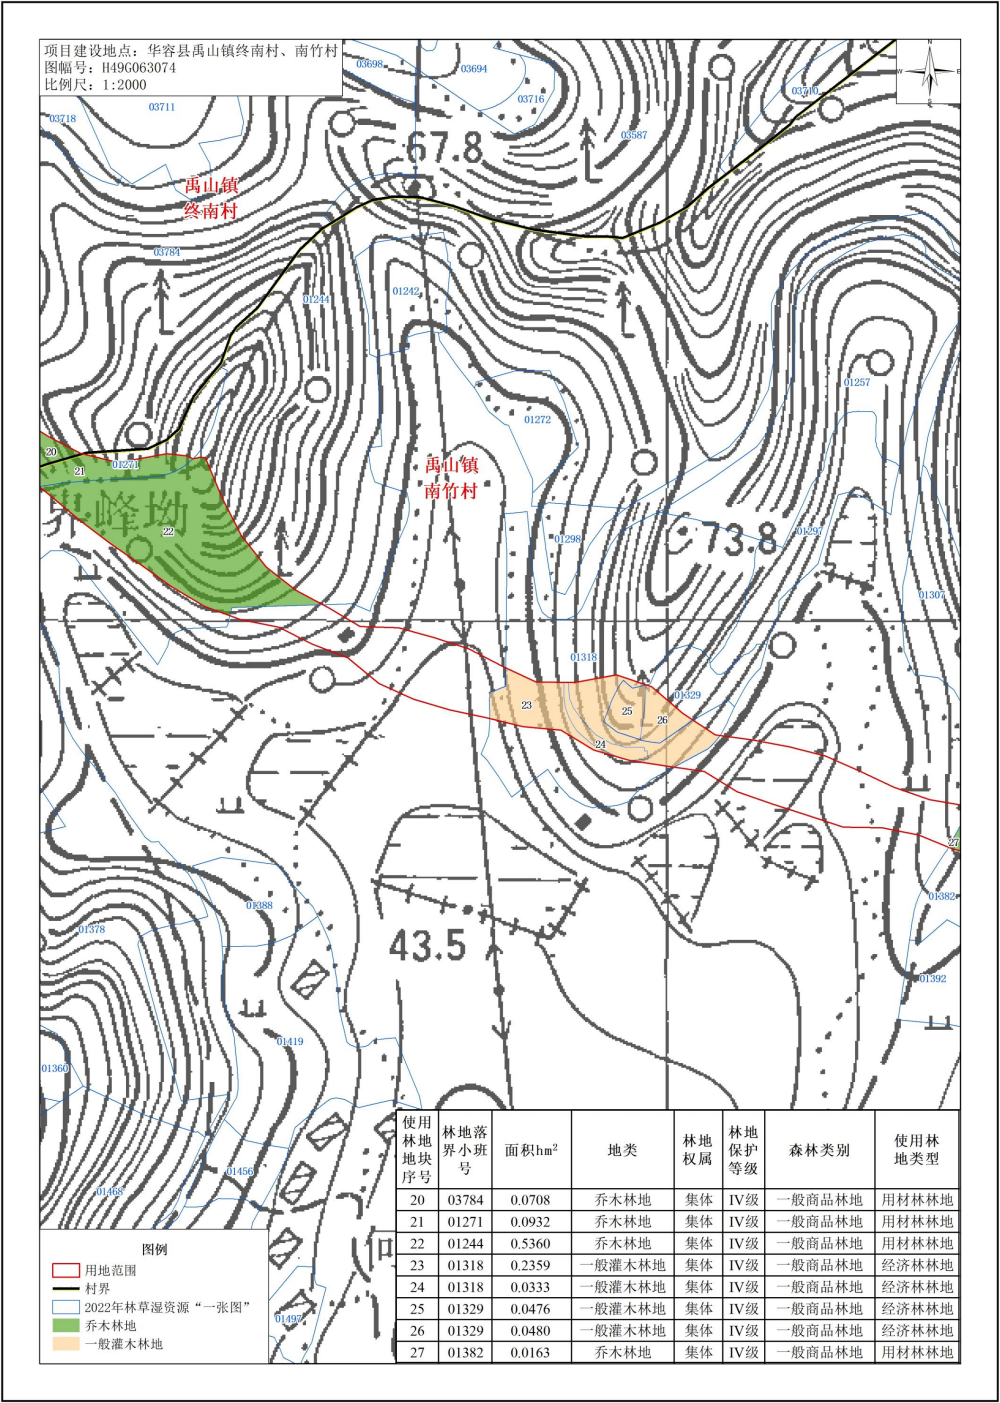 项目建设地点：华容县禹山镇终南村、南竹村
图幅号：H49G063074
比例尺：1:2000
N
W
E
S
03698
03694
03716
03711
03718
03587
03710
67.8
禹山镇
终南村
03784
01244
01242
01257
01272
禹山镇
南竹村
20
21
01271
峰坳
22
01298
73.8
01297
01307
01318
01329
23
25
26
24
27
01382
01388
01378
43.5
01392
01419
01360
01456
01468
01497
何
使用林地地块序号 林地落界小班号 面积hm² 地类 林地权属 林地保护等级 森林类别 使用林地类型
20 03784 0.0708 乔木林地 集体 IV级 一般商品林地 用材林林地
21 01271 0.0932 乔木林地 集体 IV级 一般商品林地 用材林林地
22 01244 0.5360 乔木林地 集体 IV级 一般商品林地 用材林林地
23 01318 0.2359 一般灌木林地 集体 IV级 一般商品林地 经济林林地
24 01318 0.0333 一般灌木林地 集体 IV级 一般商品林地 经济林林地
25 01329 0.0476 一般灌木林地 集体 IV级 一般商品林地 经济林林地
26 01329 0.0480 一般灌木林地 集体 IV级 一般商品林地 经济林林地
27 01382 0.0163 乔木林地 集体 IV级 一般商品林地 用材林林地
图例
用地范围
村界
2022年林草湿资源“一张图”
乔木林地
一般灌木林地